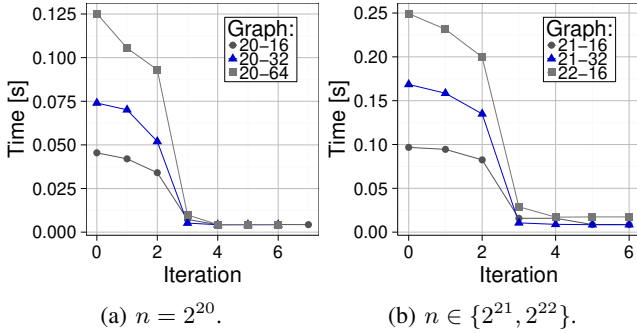 Graph:
20−16
20−32
20−64
0.125
0.100
0.075
0.050
0.025
0.000
Time [s]
0 2 4 6
Iteration
(a) n = 2^20.
Graph:
21−16
21−32
22−16
0.25
0.20
0.15
0.10
0.05
0.00
Time [s]
0 2 4 6
Iteration
(b) n ∈ {2^21, 2^22}.